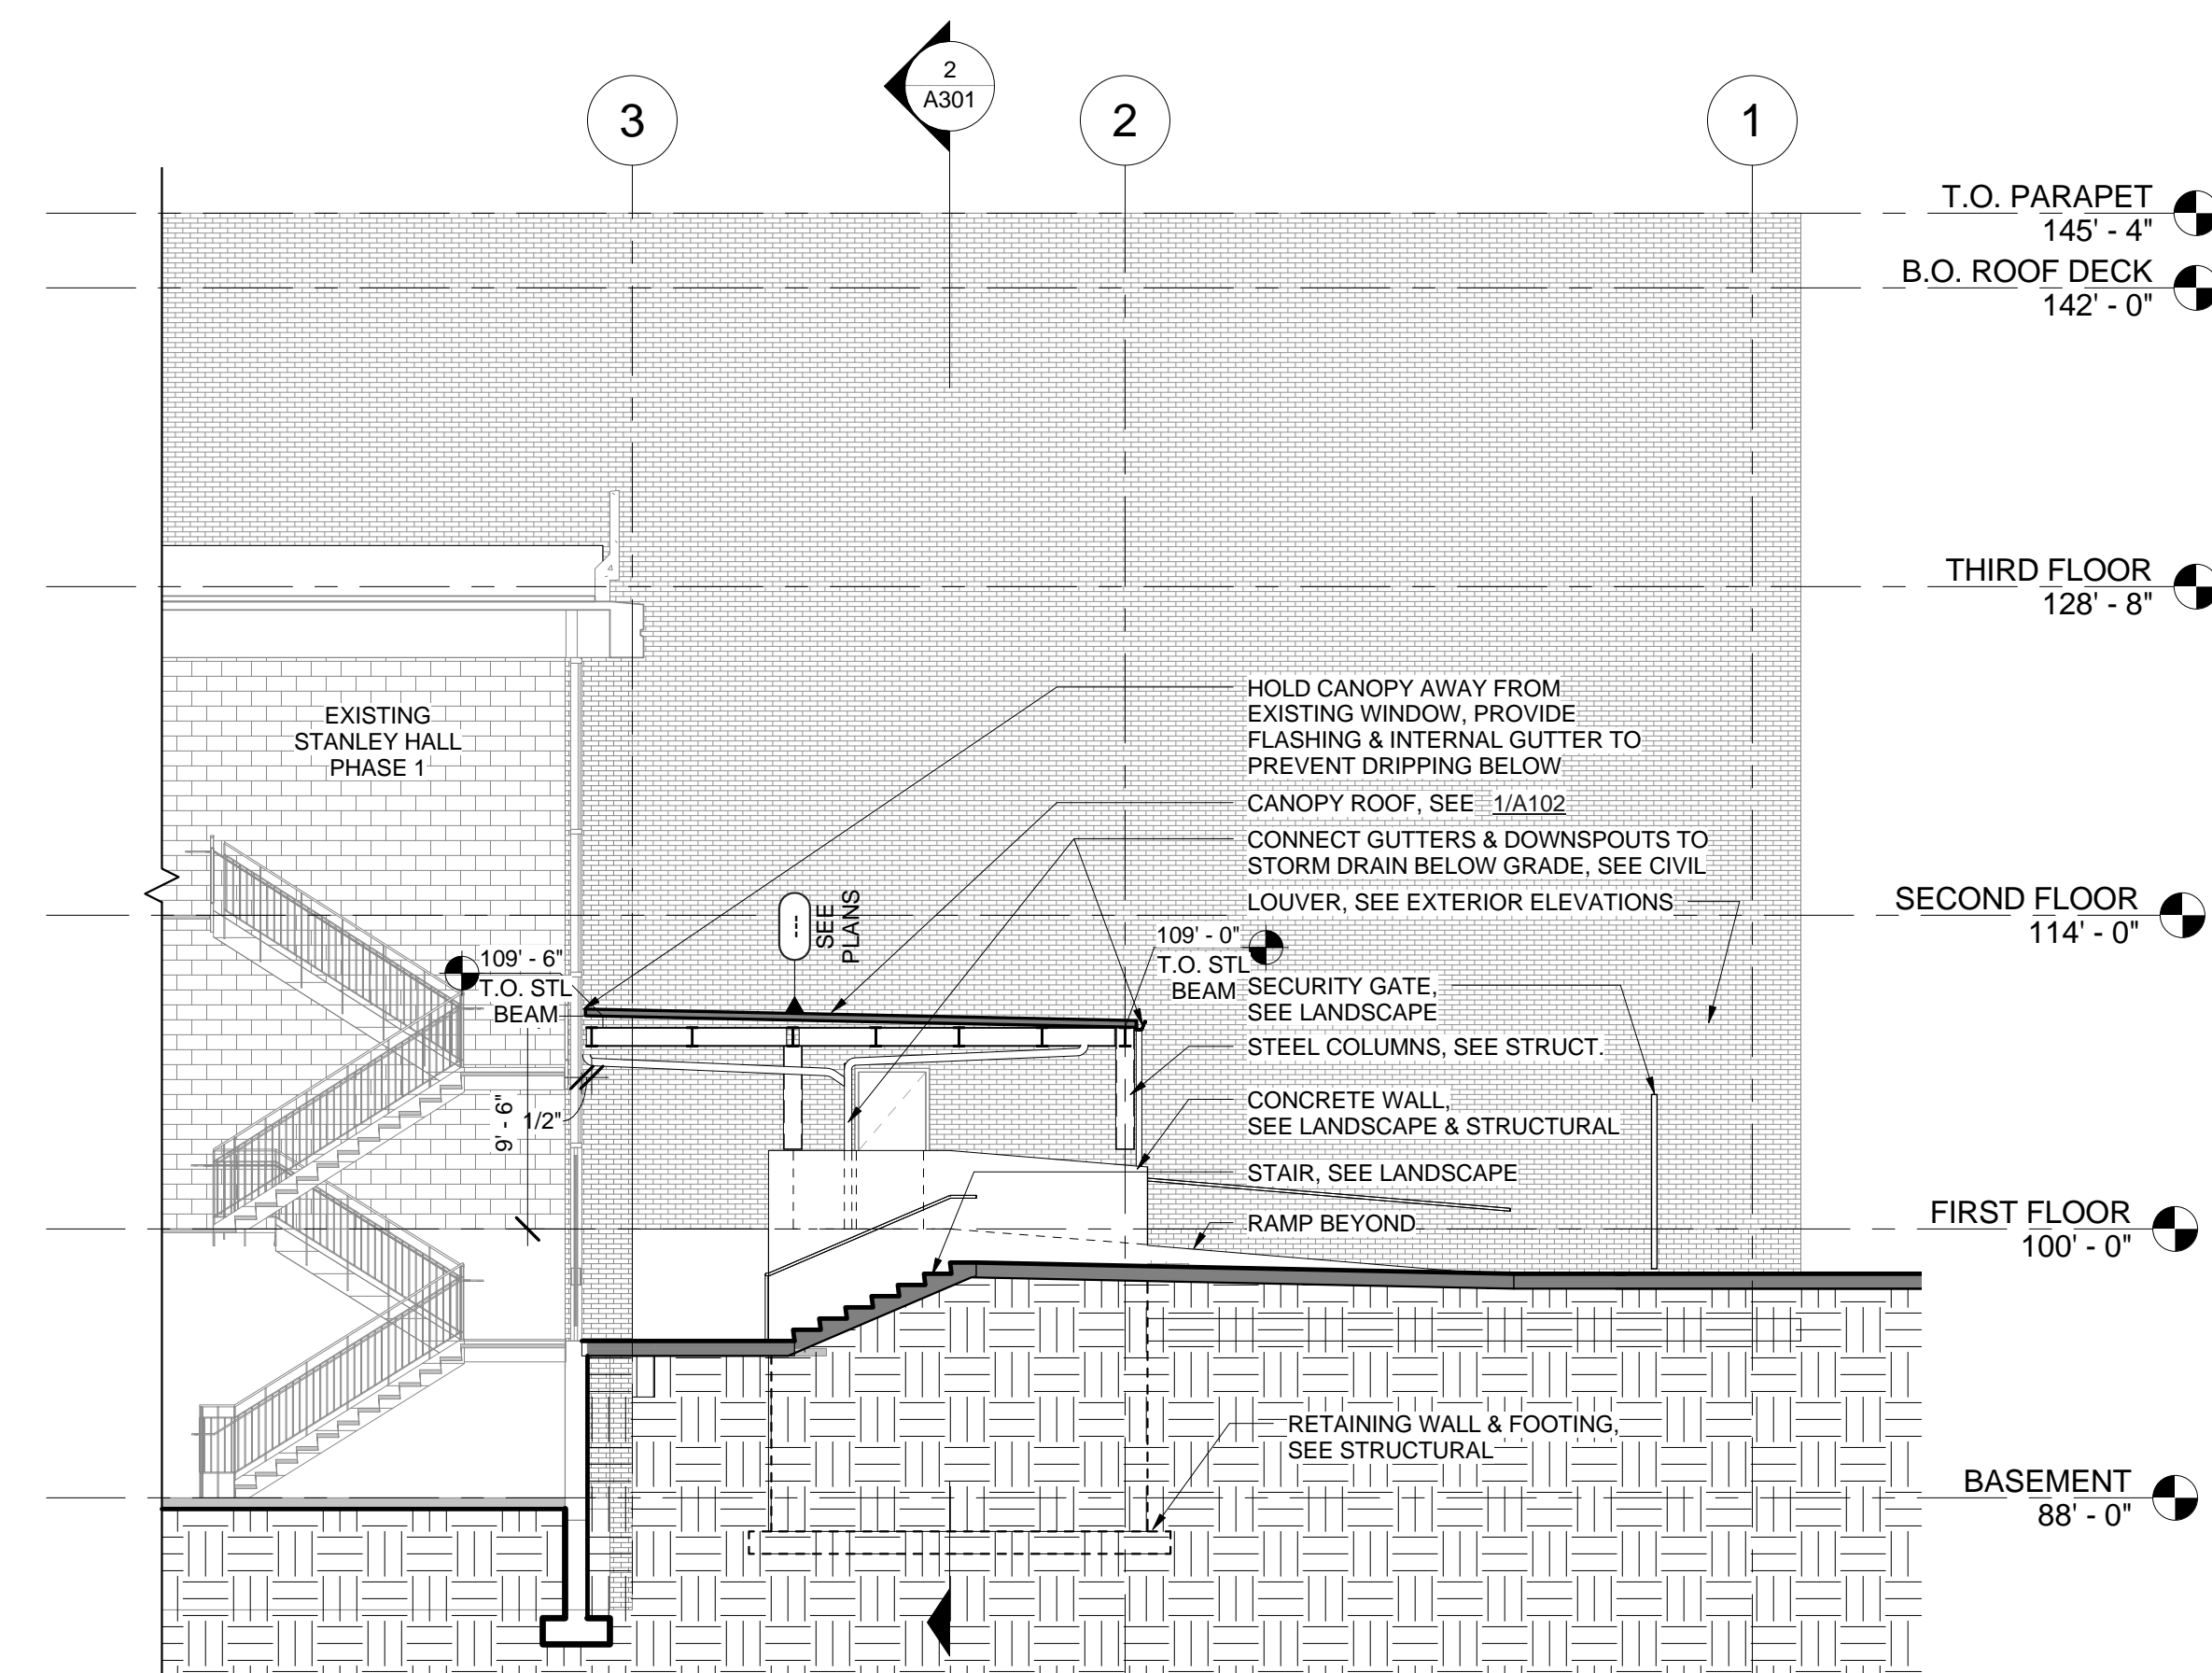 2
A301
3
2
1
T.O. PARAPET
145' - 4"
B.O. ROOF DECK
142' - 0"
THIRD FLOOR
128' - 8"
HOLD CANOPY AWAY FROM
EXISTING WINDOW, PROVIDE
FLASHING & INTERNAL GUTTER TO
PREVENT DRIPPING BELOW
EXISTING
STANLEY HALL
PHASE 1
CANOPY ROOF, SEE 1/A102
CONNECT GUTTERS & DOWNSPOUTS TO
STORM DRAIN BELOW GRADE, SEE CIVIL
LOUVER, SEE EXTERIOR ELEVATIONS
SECOND FLOOR
114' - 0"
---
SEE
PLANS
109' - 6"
T.O. STL
BEAM
109' - 0"
T.O. STL
BEAM
SECURITY GATE,
SEE LANDSCAPE
STEEL COLUMNS, SEE STRUCT.
9' - 6"
1/2"
CONCRETE WALL,
SEE LANDSCAPE & STRUCTURAL
STAIR, SEE LANDSCAPE
RAMP BEYOND
FIRST FLOOR
100' - 0"
RETAINING WALL & FOOTING,
SEE STRUCTURAL
BASEMENT
88' - 0"